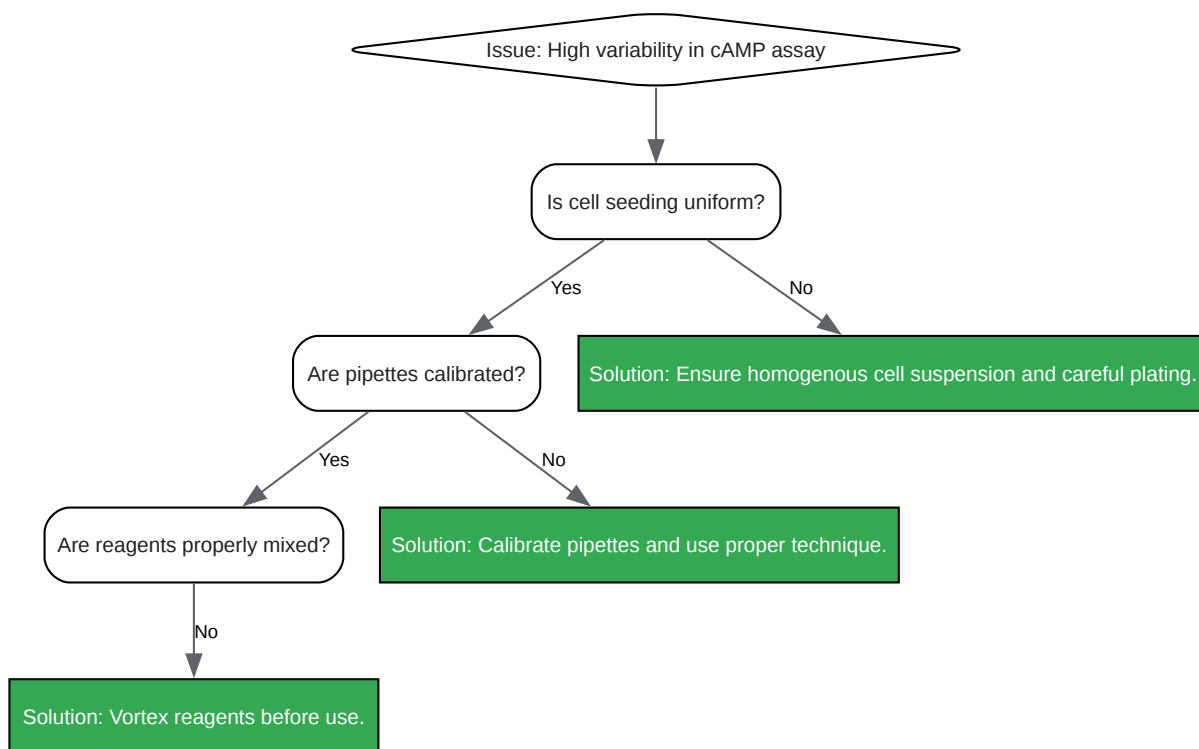 Issue: High variability in cAMP assay
Is cell seeding uniform?
Yes
No
Are pipettes calibrated?
Solution: Ensure homogenous cell suspension and careful plating.
Yes
No
Are reagents properly mixed?
Solution: Calibrate pipettes and use proper technique.
No
Solution: Vortex reagents before use.